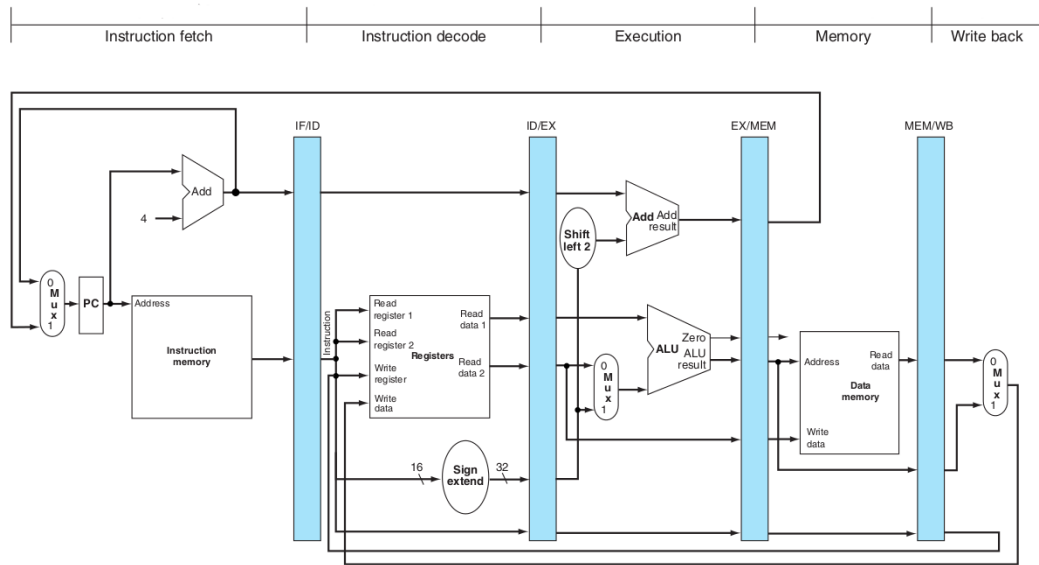 Instruction fetch
Instruction decode
Execution
Memory
Write back
IF/ID
ID/EX
EX/MEM
MEM/WB
Add
4
Shift
left 2
Add
Add
result
0
M
u
x
1
PC
Address
Instruction
memory
Instruction
Read
register 1
Read
register 2
Write
register
Write
data
Registers
Read
data 1
Read
data 2
16
Sign
extend
32
0
M
u
x
1
ALU
Zero
ALU
result
Address
Read
data
Data
memory
Write
data
0
M
u
x
1